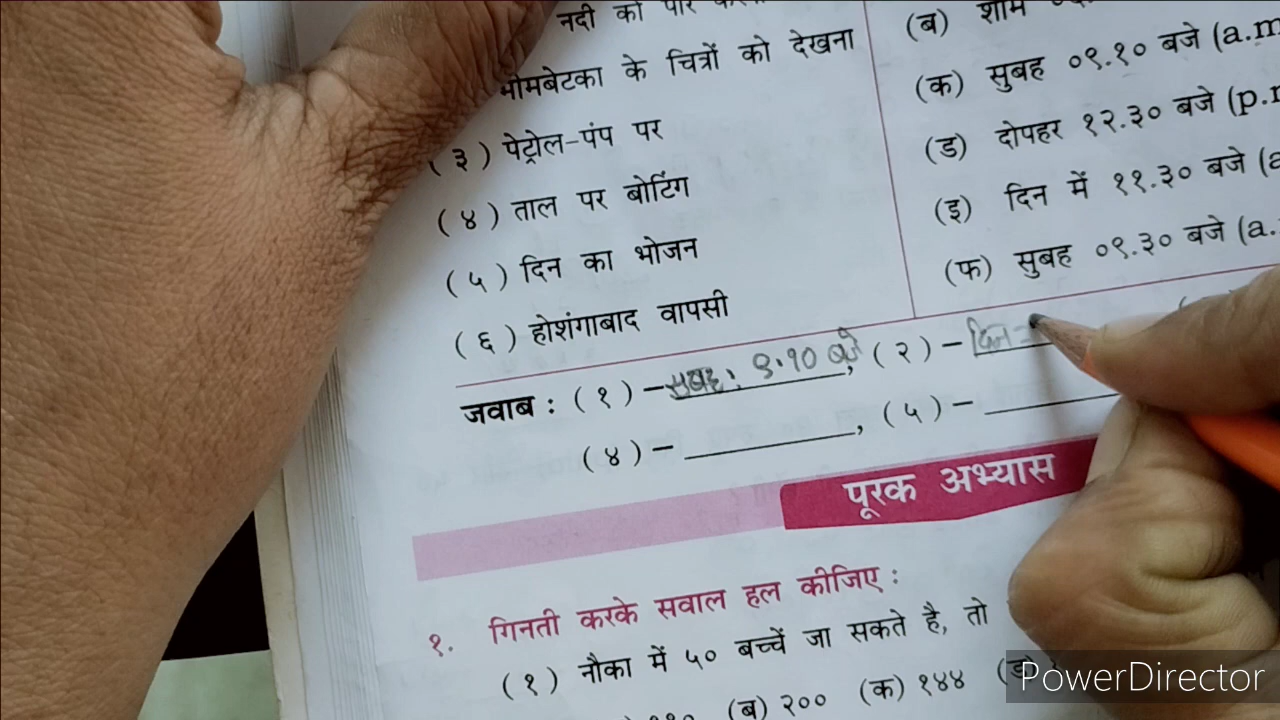 नदी को पार
भीमबेटका के चित्रों को देखना
(३) पेट्रोल-पंप पर
(४) ताल पर बोटिंग
(५) दिन का भोजन
(६) होशंगाबाद वापसी
(ब) शाम
(क) सुबह ०९.१० बजे (a.m
(ड) दोपहर १२.३० बजे (p.
(इ) दिन में ११.३० बजे (a
(फ) सुबह ०९.३० बजे (a.
जवाब : (१) – सुबह : ९.१० बजे, (२) – दिन
(४) – ________, (५) – ________
पूरक अभ्यास
१. गिनती करके सवाल हल कीजिए :
(१) नौका में ५० बच्चें जा सकते है, तो
(ब) २०० (क) १४४ (ड)
PowerDirector